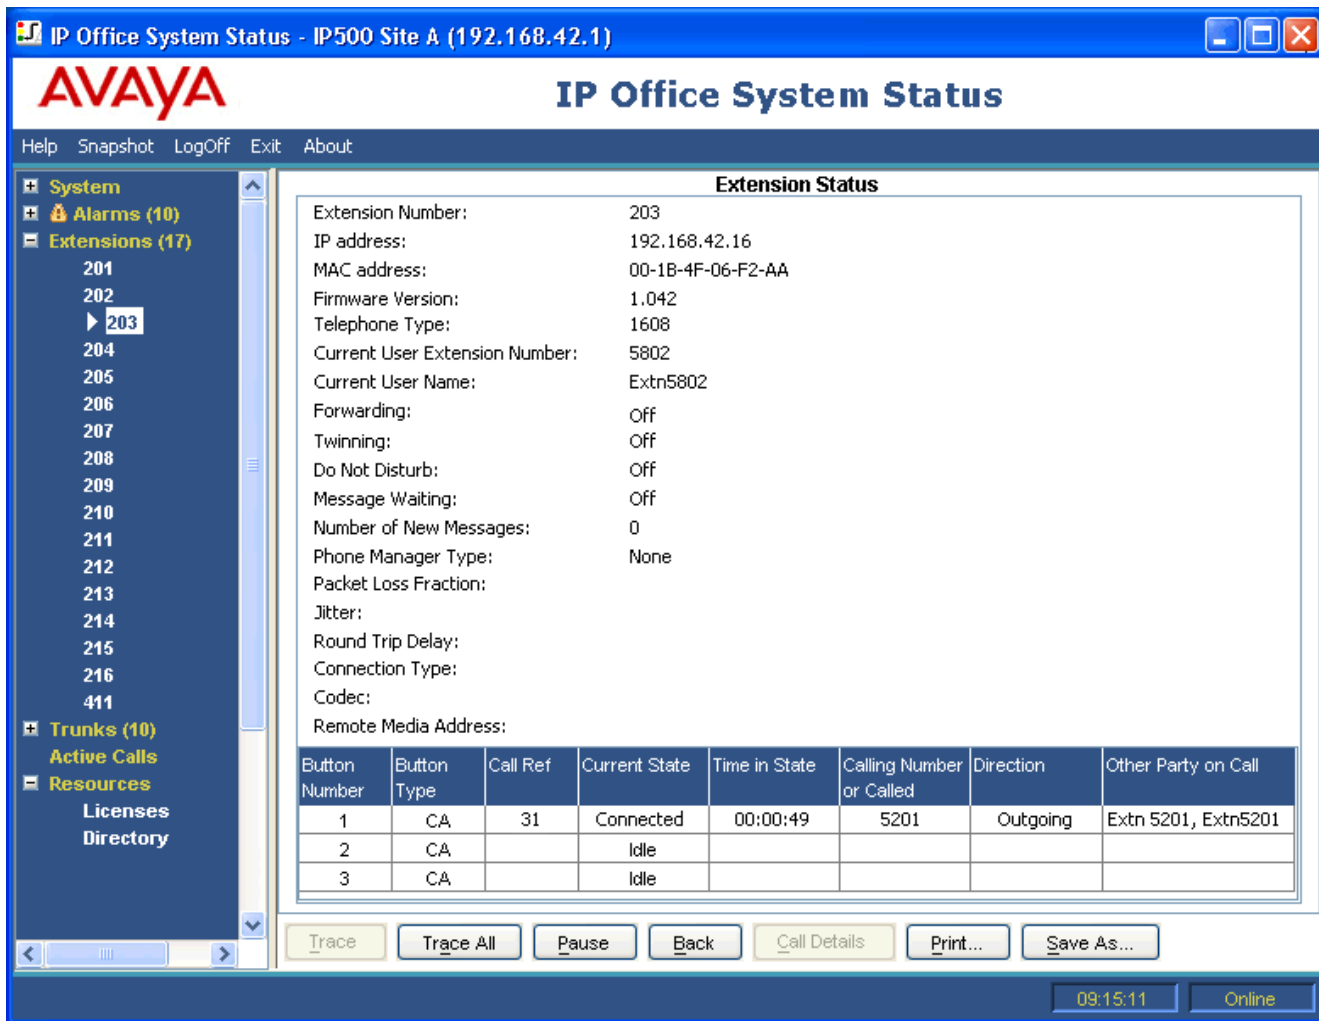 IP Office System Status - IP500 Site A (192.168.42.1)
AVAYA
IP Office System Status
Help Snapshot LogOff Exit About
System
Alarms (10)
Extensions (17)
201
202
203
204
205
206
207
208
209
210
211
212
213
214
215
216
411
Trunks (10)
Active Calls
Resources
Licenses
Directory
Extension Status
Extension Number: 203
IP address: 192.168.42.16
MAC address: 00-1B-4F-06-F2-AA
Firmware Version: 1.042
Telephone Type: 1608
Current User Extension Number: 5802
Current User Name: Extn5802
Forwarding: Off
Twinning: Off
Do Not Disturb: Off
Message Waiting: Off
Number of New Messages: 0
Phone Manager Type: None
Packet Loss Fraction:
Jitter:
Round Trip Delay:
Connection Type:
Codec:
Remote Media Address:
Button Number Button Type Call Ref Current State Time in State Calling Number or Called Direction Other Party on Call
1 CA 31 Connected 00:00:49 5201 Outgoing Extn 5201, Extn5201
2 CA Idle
3 CA Idle
Trace Trace All Pause Back Call Details Print... Save As...
09:15:11 Online